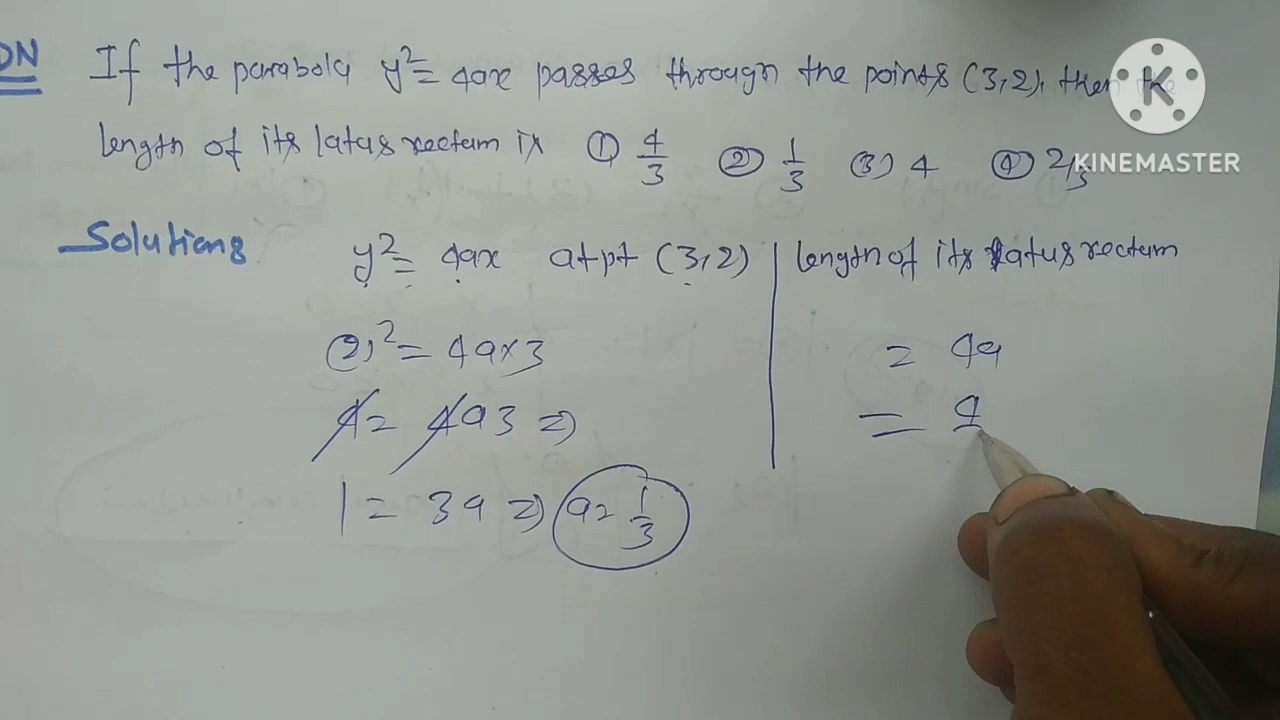 QN If the parabola y² = 4ax passes through the points (3,2), then the
length of its latus rectum is ① 4/3 ② 1/3 ③ 4 ④ 2/3
K
KINEMASTER
Solutions y² = 4ax at pt (3,2) length of its latus rectum
(2)² = 4a×3 = 4a
4 = 4a3 ⇒ = 4
1 = 3a ⇒ a = 1/3